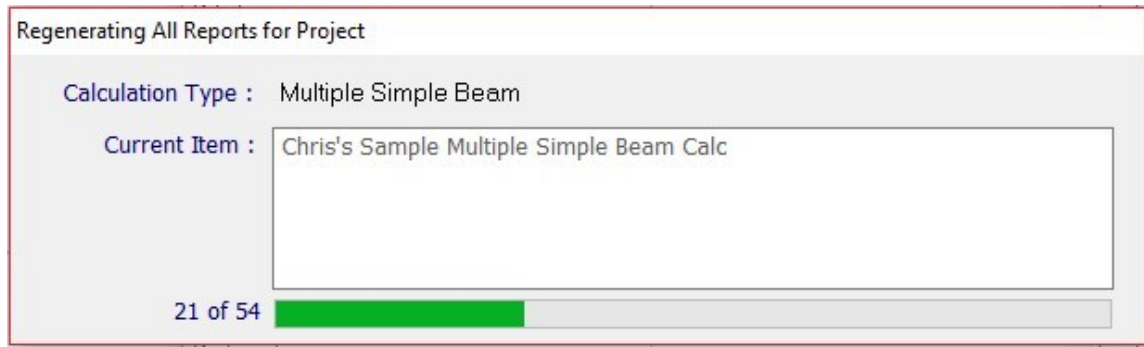 Regenerating All Reports for Project
Calculation Type : Multiple Simple Beam
Current Item : Chris's Sample Multiple Simple Beam Calc
21 of 54